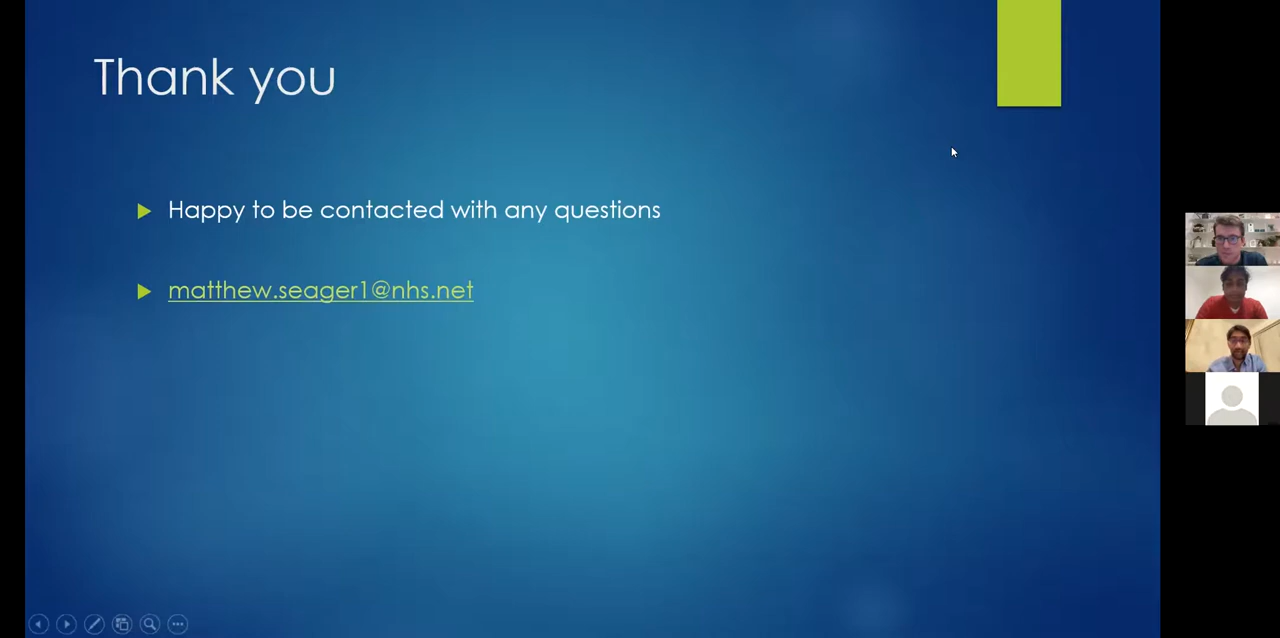 Thank you
Happy to be contacted with any questions
matthew.seager1@nhs.net